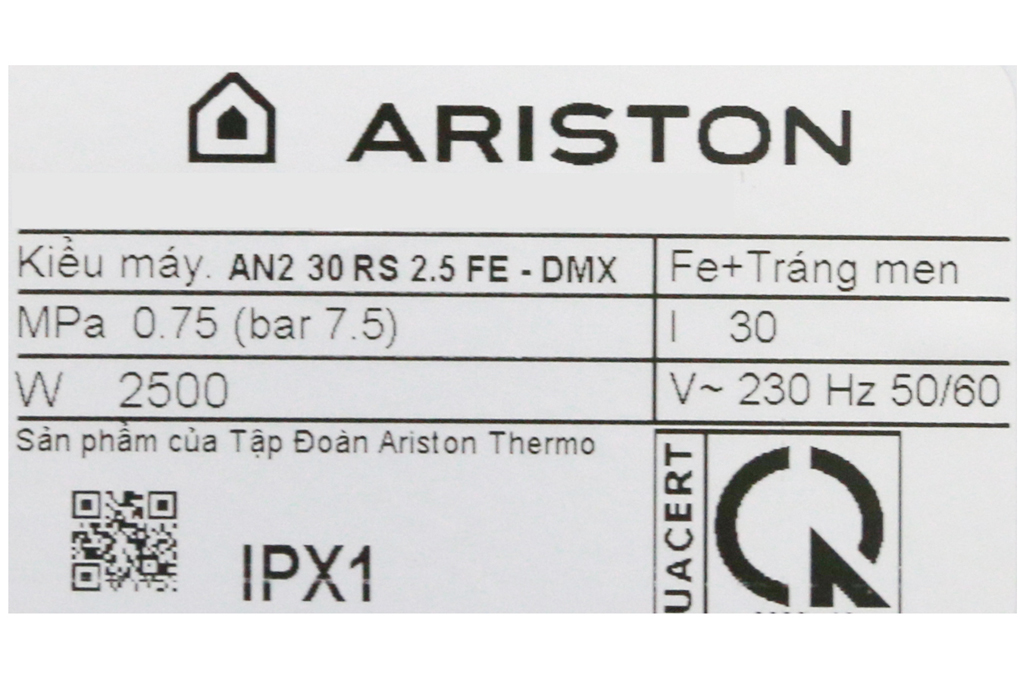 ARISTON
Kiểu máy. AN2 30 RS 2.5 FE - DMX
Fe+Tráng men
MPa 0.75 (bar 7.5)
l 30
W 2500
V~ 230 Hz 50/60
Sản phẩm của Tập Đoàn Ariston Thermo
IPX1
UACERT